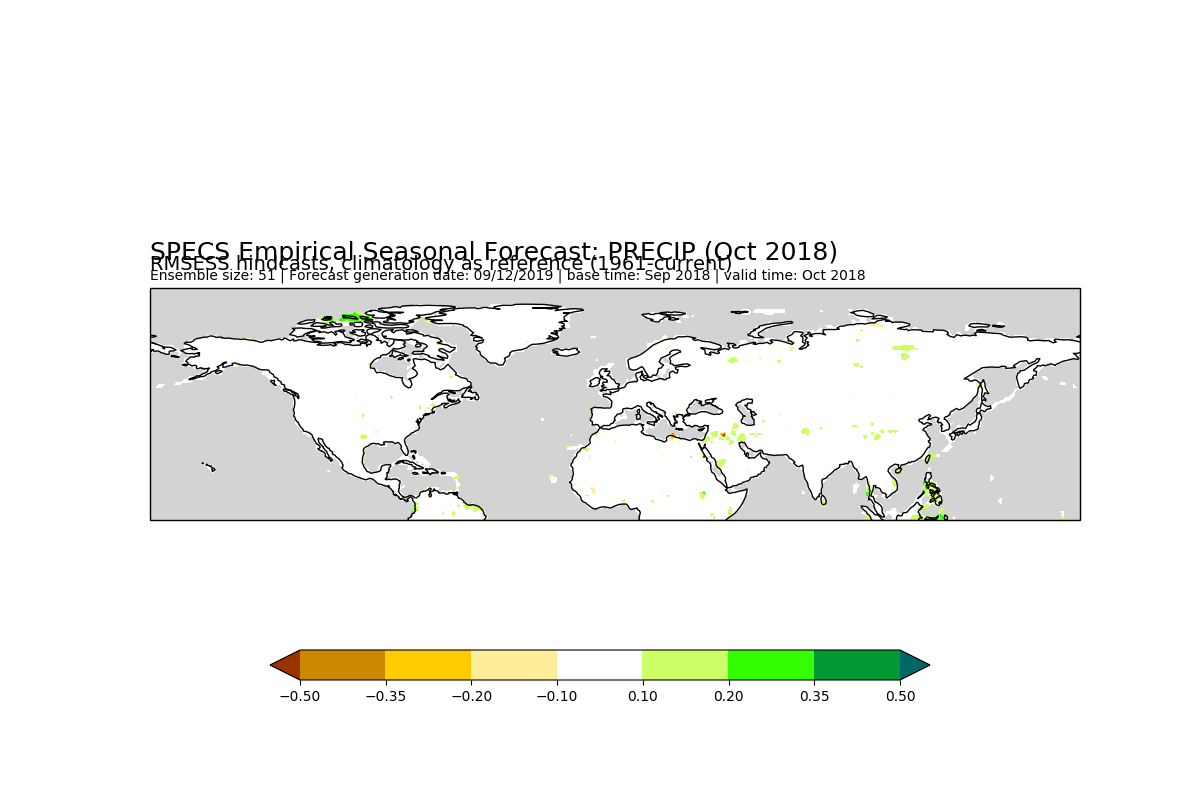 SPECS Empirical Seasonal Forecast: PRECIP (Oct 2018)
RMSESS hindcasts, climatology as reference (1961-current)
Ensemble size: 51 | Forecast generation date: 09/12/2019 | base time: Sep 2018 | valid time: Oct 2018
−0.50 −0.35 −0.20 −0.10 0.10 0.20 0.35 0.50